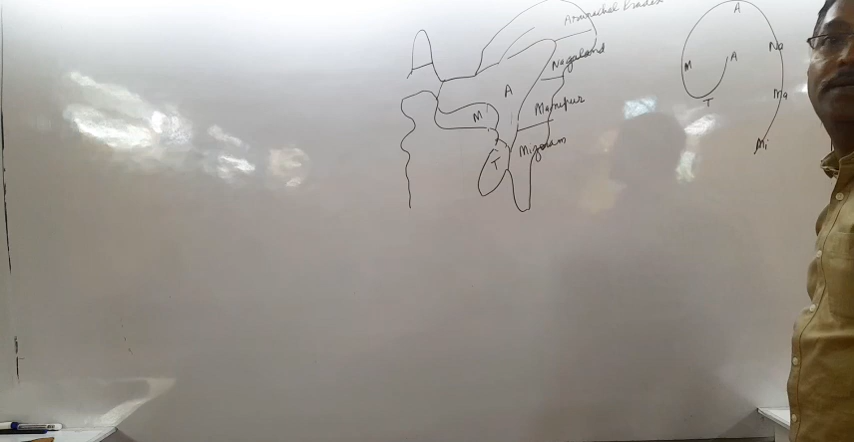 Arunachal Pradesh
Nagaland
A
M
Manipur
Mizoram
T
A
Na
A
M
Ma
T
Mi